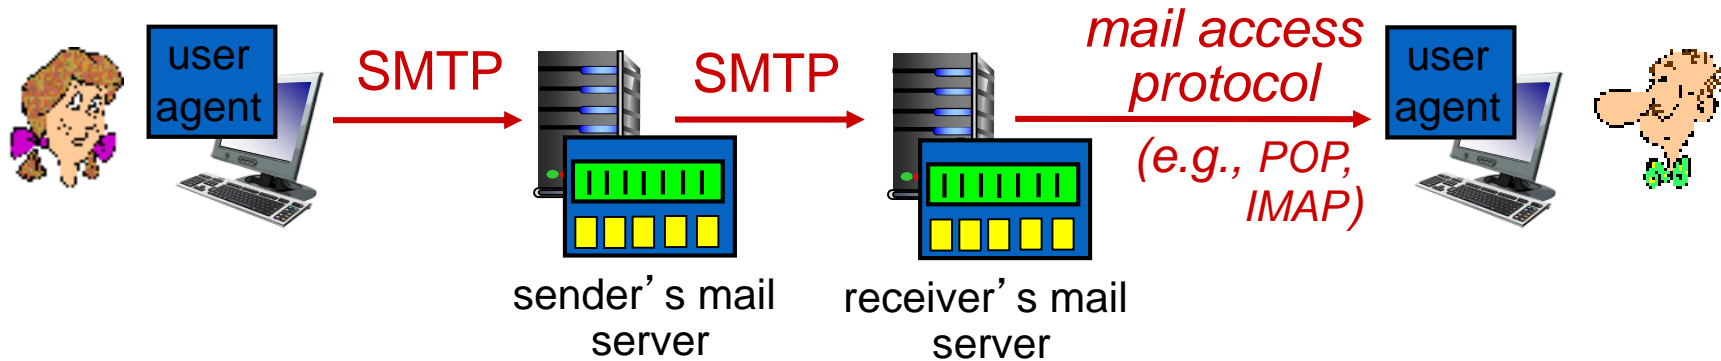 user
agent
SMTP
SMTP
mail access
protocol
(e.g., POP,
IMAP)
user
agent
sender’s mail
server
receiver’s mail
server